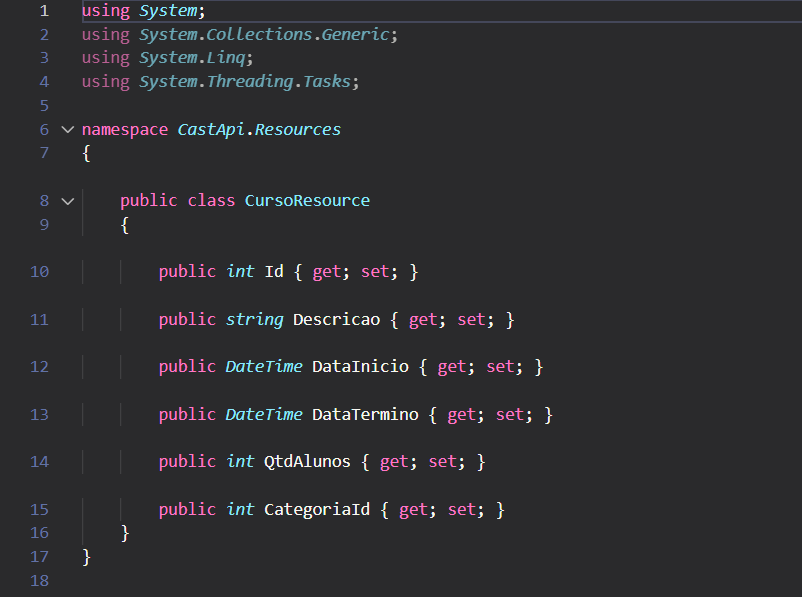 1 using System;
2 using System.Collections.Generic;
3 using System.Linq;
4 using System.Threading.Tasks;
5
6 namespace CastApi.Resources
7 {
8 public class CursoResource
9 {
10 public int Id { get; set; }
11 public string Descricao { get; set; }
12 public DateTime DataInicio { get; set; }
13 public DateTime DataTermino { get; set; }
14 public int QtdAlunos { get; set; }
15 public int CategoriaId { get; set; }
16 }
17 }
18